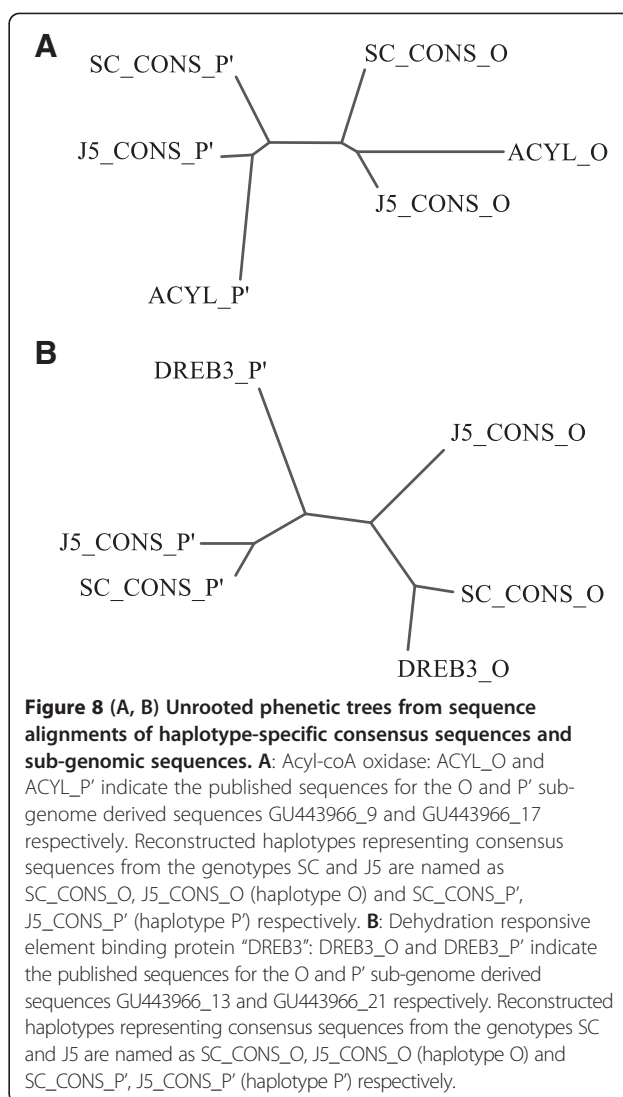 A
SC_CONS_P'
SC_CONS_O
J5_CONS_P'
ACYL_O
J5_CONS_O
ACYL_P'
B
DREB3_P'
J5_CONS_O
J5_CONS_P'
SC_CONS_P'
SC_CONS_O
DREB3_O
Figure 8 (A, B) Unrooted phenetic trees from sequence
alignments of haplotype-specific consensus sequences and
sub-genomic sequences. A: Acyl-coA oxidase: ACYL_O and
ACYL_P’ indicate the published sequences for the O and P’ sub-
genome derived sequences GU443966_9 and GU443966_17
respectively. Reconstructed haplotypes representing consensus
sequences from the genotypes SC and J5 are named as
SC_CONS_O, J5_CONS_O (haplotype O) and SC_CONS_P’,
J5_CONS_P’ (haplotype P’) respectively. B: Dehydration responsive
element binding protein “DREB3”: DREB3_O and DREB3_P’ indicate
the published sequences for the O and P’ sub-genome derived
sequences GU443966_13 and GU443966_21 respectively. Reconstructed
haplotypes representing consensus sequences from the genotypes SC
and J5 are named as SC_CONS_O, J5_CONS_O (haplotype O) and
SC_CONS_P’, J5_CONS_P’ (haplotype P’) respectively.